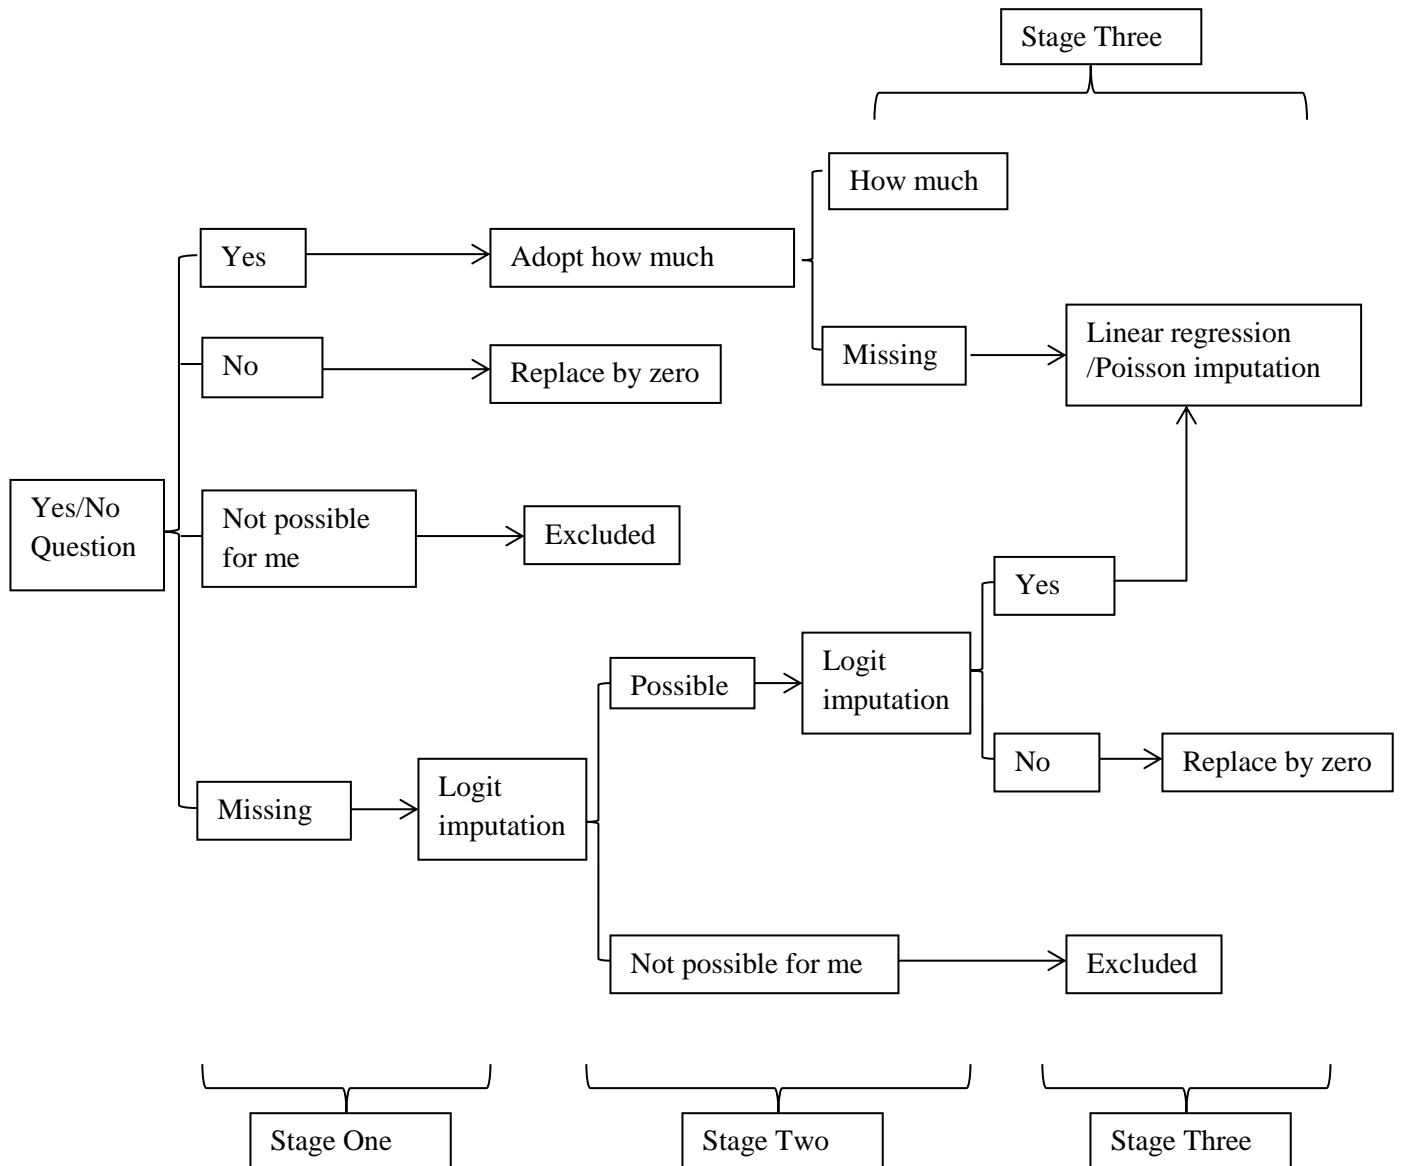 Stage Three
How much
Yes
Adopt how much
No
Replace by zero
Missing
Linear regression
/Poisson imputation
Yes/No
Question
Not possible
for me
Excluded
Yes
Possible
Logit
imputation
No
Replace by zero
Missing
Logit
imputation
Not possible for me
Excluded
Stage One
Stage Two
Stage Three